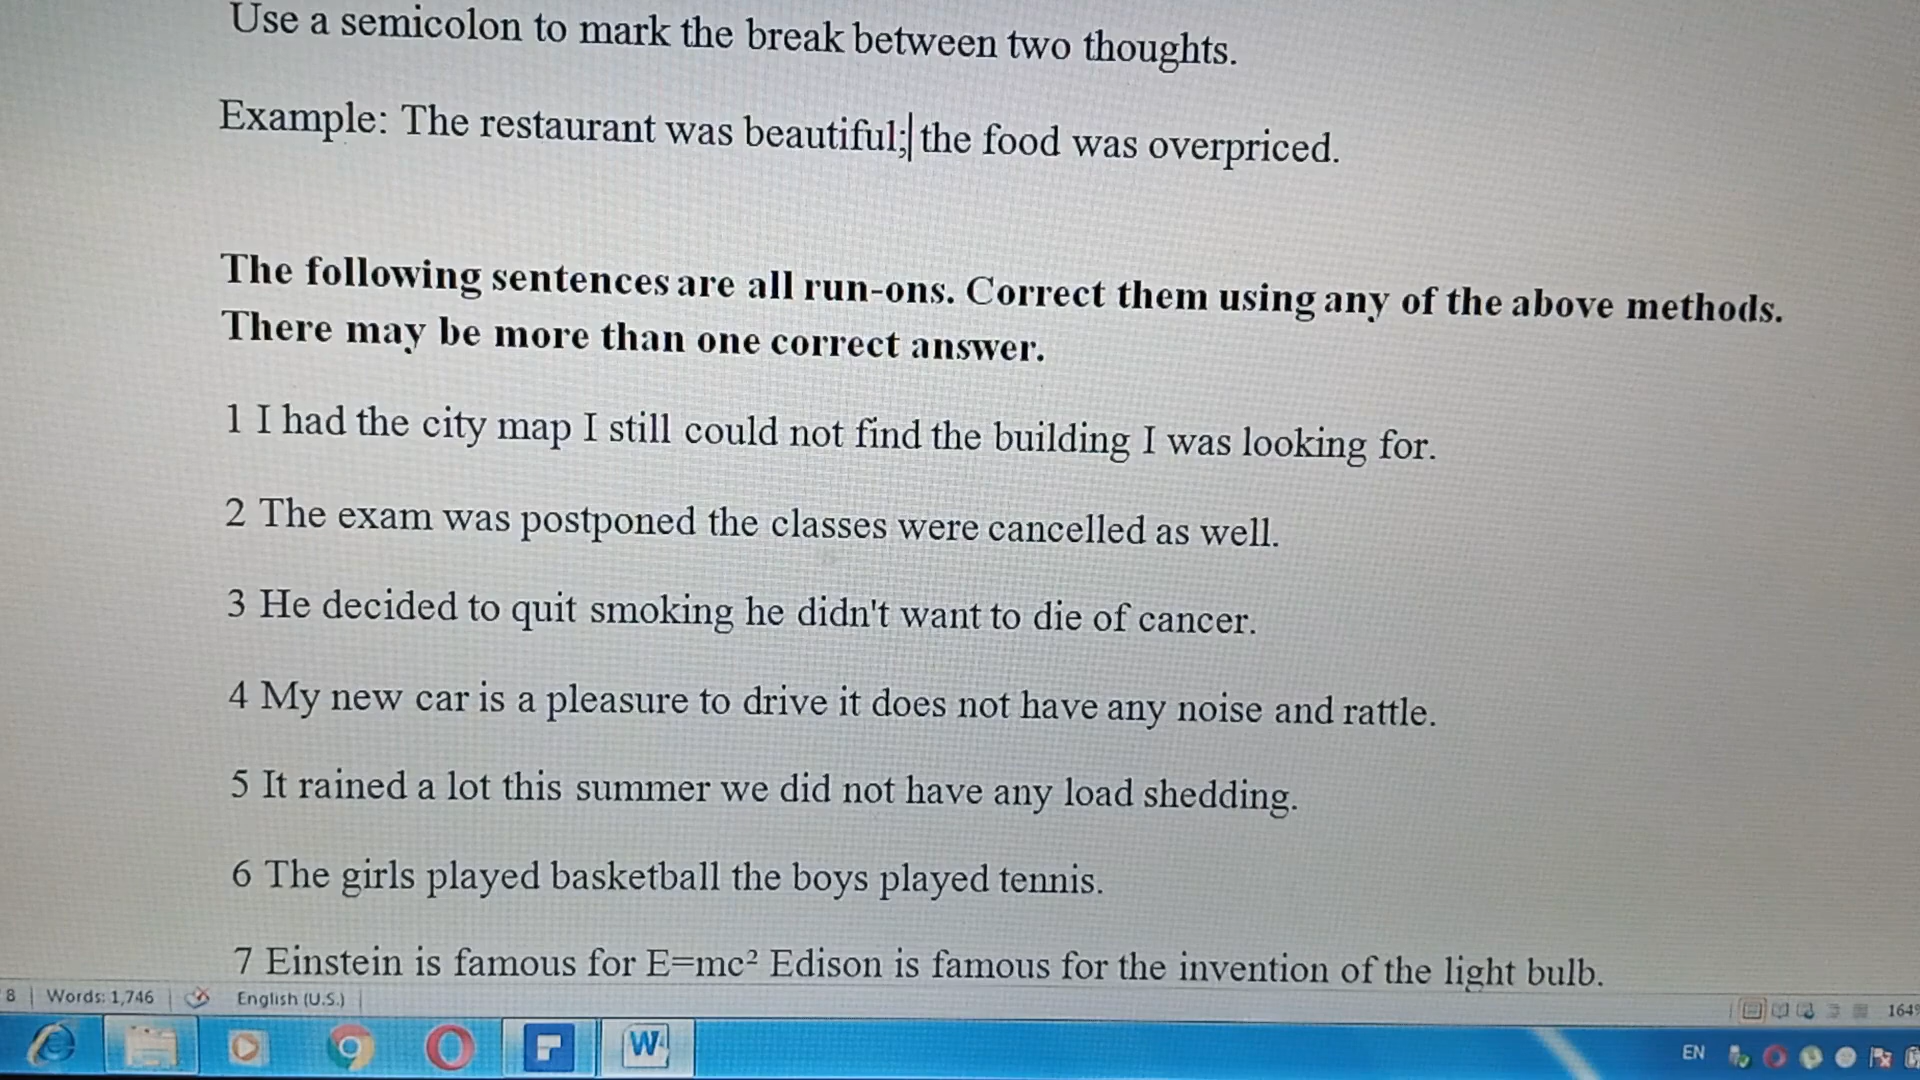 Use a semicolon to mark the break between two thoughts.
Example: The restaurant was beautiful; the food was overpriced.
The following sentences are all run-ons. Correct them using any of the above methods.
There may be more than one correct answer.
1 I had the city map I still could not find the building I was looking for.
2 The exam was postponed the classes were cancelled as well.
3 He decided to quit smoking he didn't want to die of cancer.
4 My new car is a pleasure to drive it does not have any noise and rattle.
5 It rained a lot this summer we did not have any load shedding.
6 The girls played basketball the boys played tennis.
7 Einstein is famous for E=mc² Edison is famous for the invention of the light bulb.
8 Words: 1,746 English (U.S.)
EN